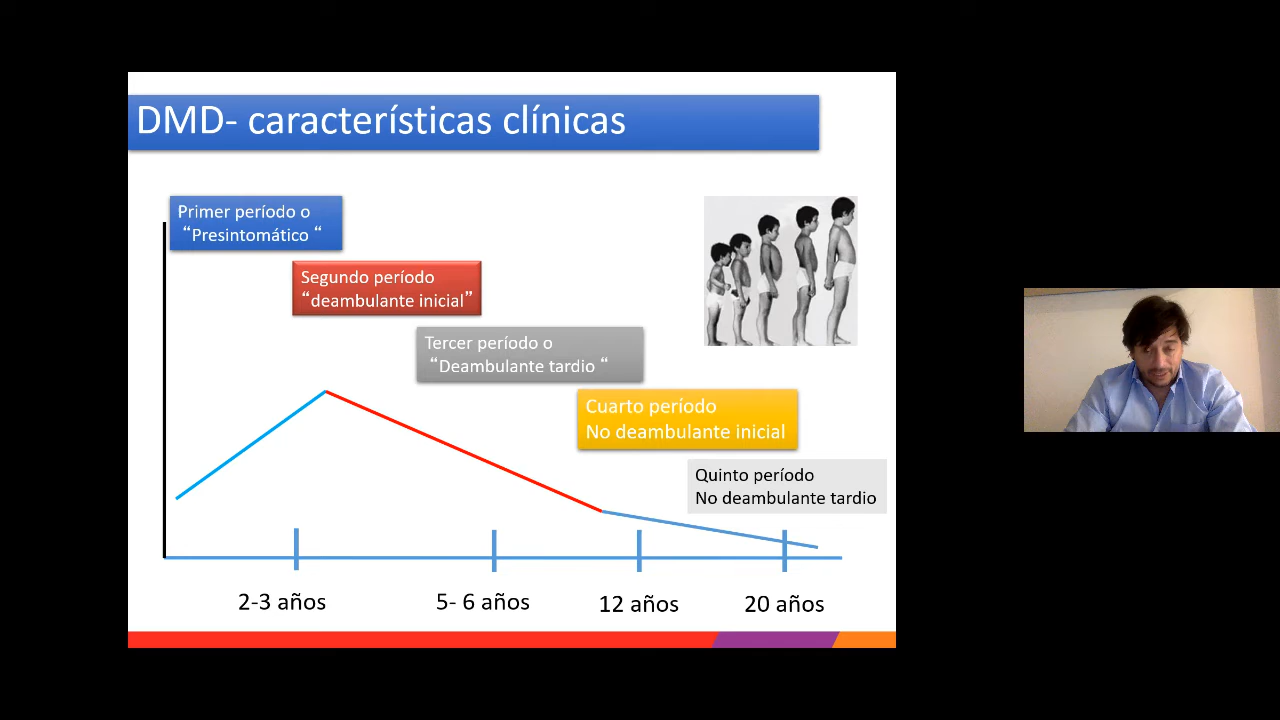 DMD- características clínicas
Primer período o
“Presintomático “
Segundo período
“deambulante inicial”
Tercer período o
“Deambulante tardio “
Cuarto período
No deambulante inicial
Quinto período
No deambulante tardio
2-3 años
5- 6 años
12 años
20 años